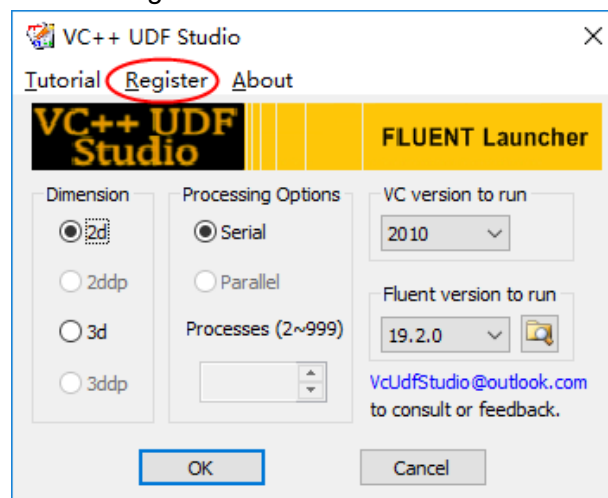 VC++ UDF Studio
Tutorial Register About
VC++ UDF
Studio
FLUENT Launcher
Dimension
2d
2ddp
3d
3ddp
Processing Options
Serial
Parallel
Processes (2~999)
VC version to run
2010
Fluent version to run
19.2.0
VcUdfStudio@outlook.com
to consult or feedback.
OK
Cancel